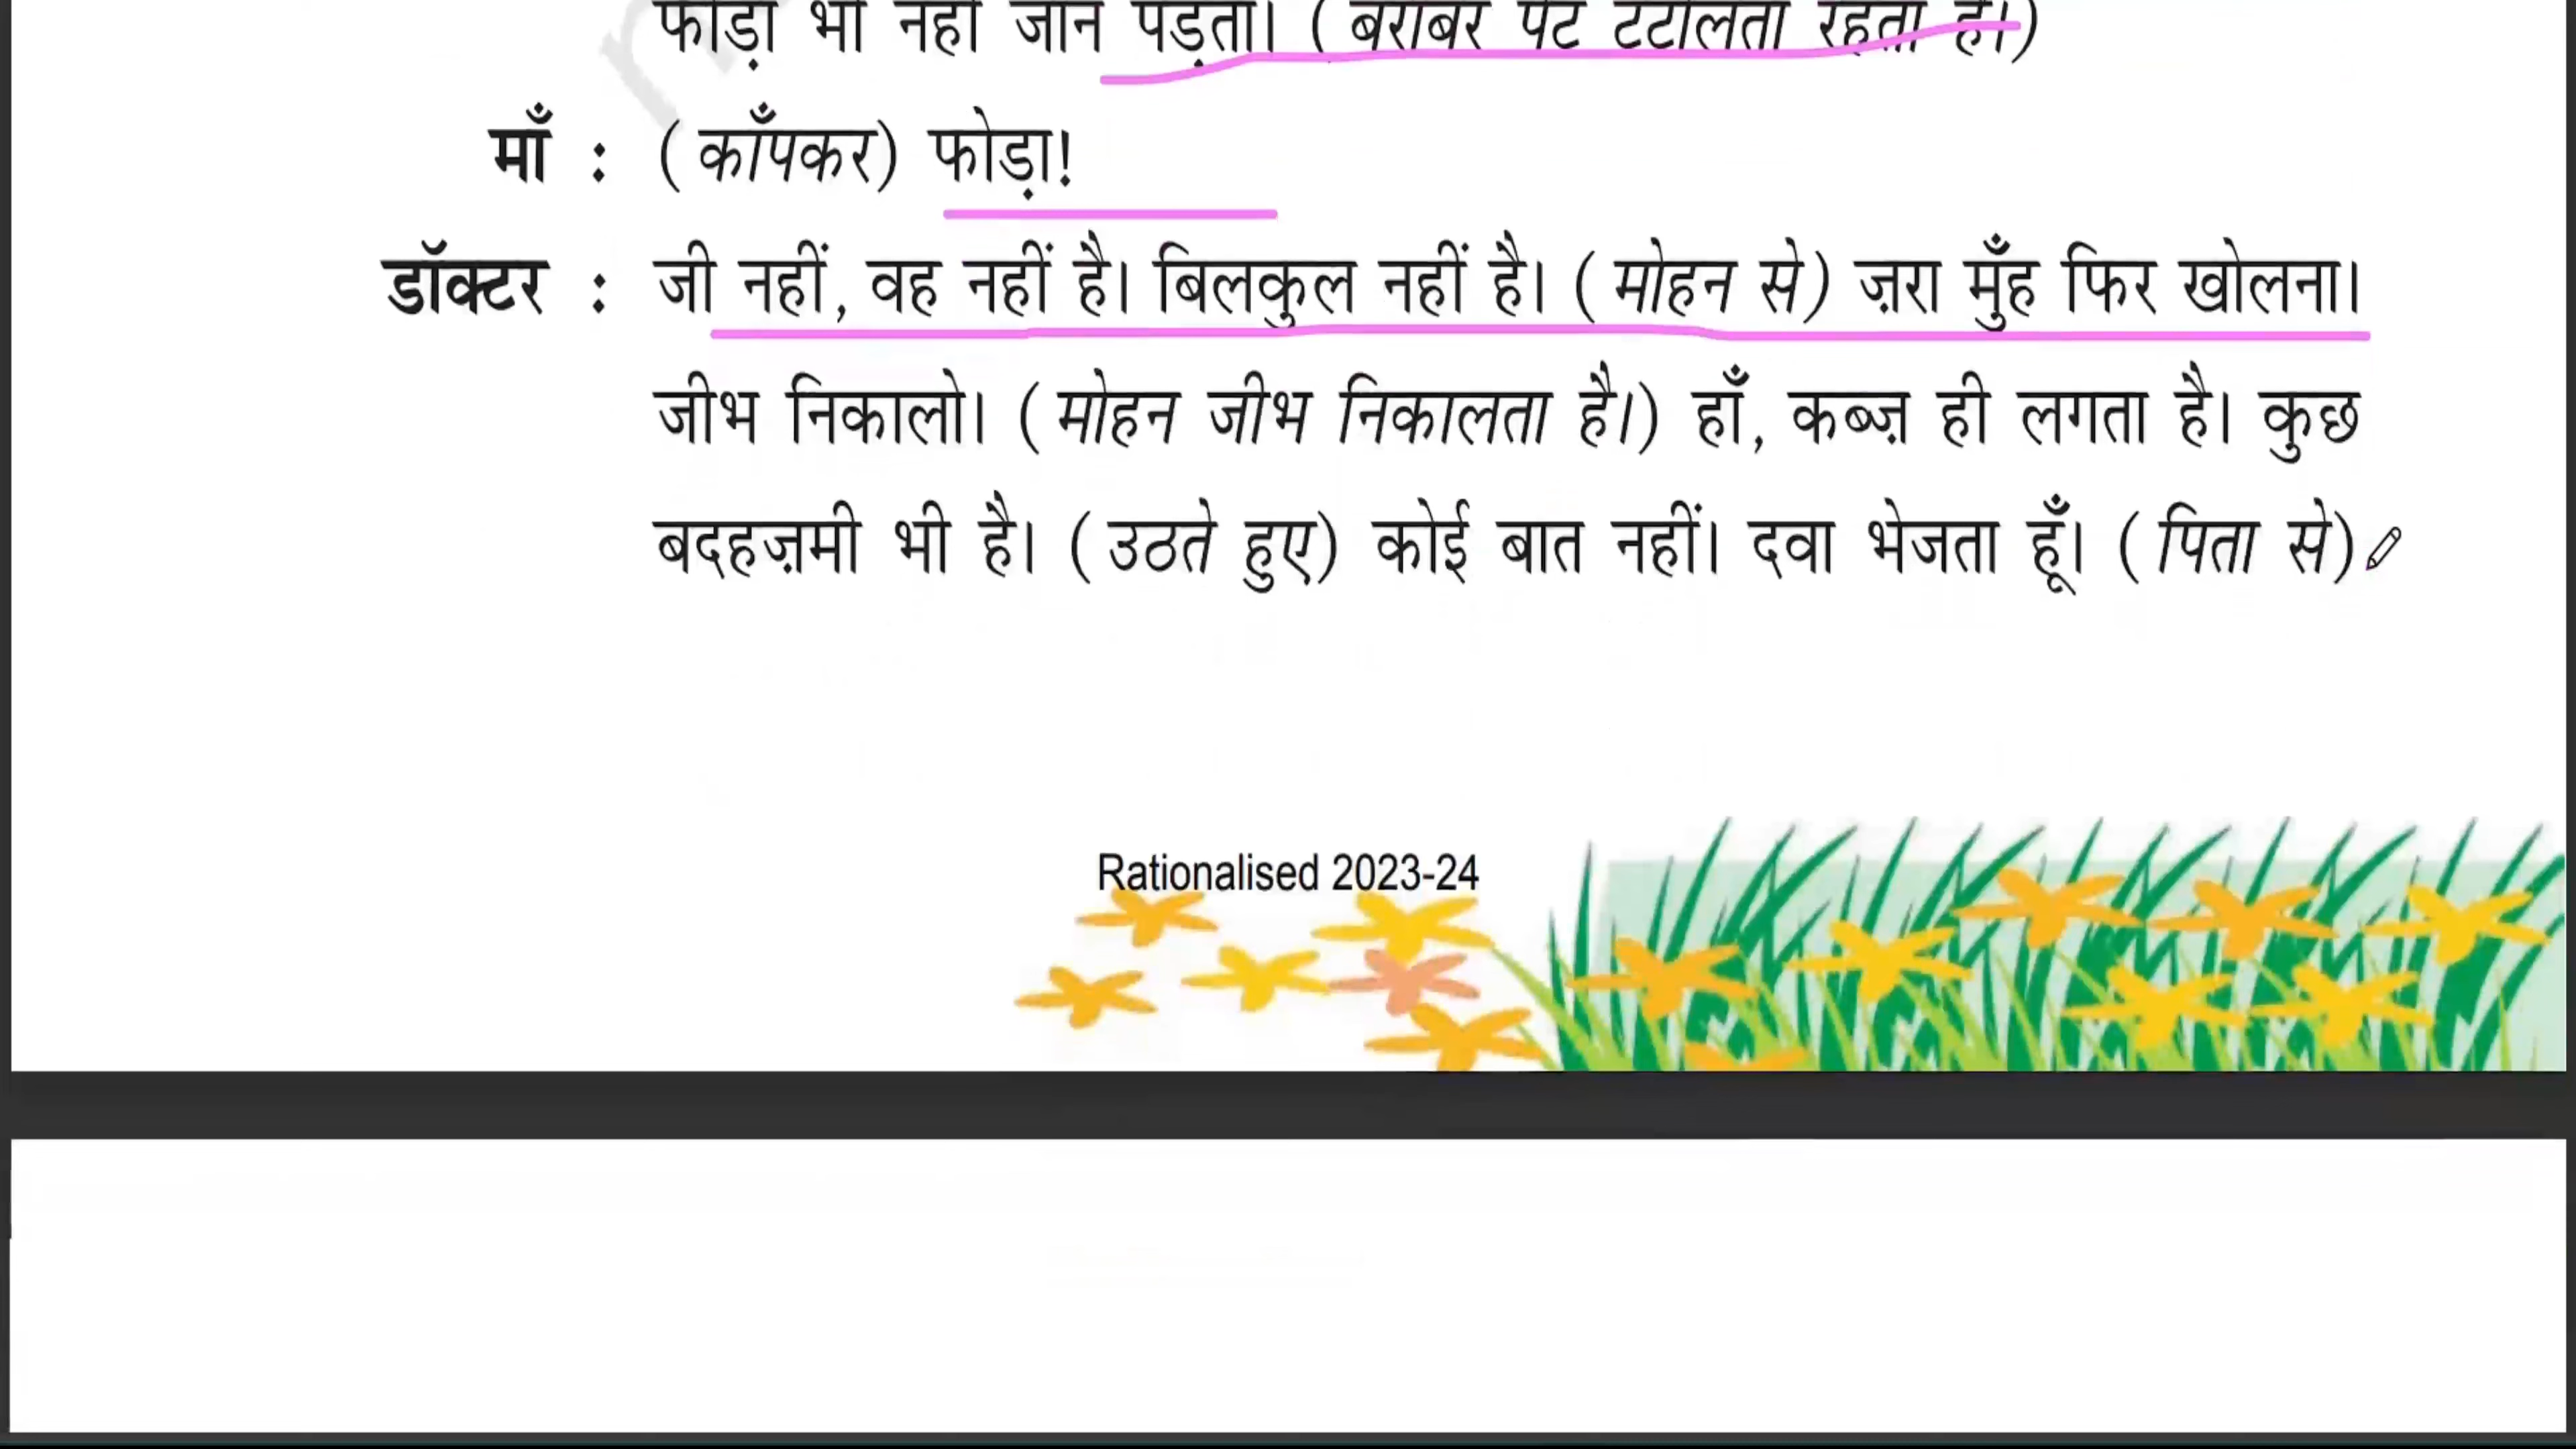 फोड़ा भी नहीं जान पड़ता। (बराबर पेट टटोलता रहता है।)
माँ : (काँपकर) फोड़ा!
डॉक्टर : जी नहीं, वह नहीं है। बिलकुल नहीं है। (मोहन से) ज़रा मुँह फिर खोलना।
जीभ निकालो। (मोहन जीभ निकालता है।) हाँ, कब्ज़ ही लगता है। कुछ
बदहज़मी भी है। (उठते हुए) कोई बात नहीं। दवा भेजता हूँ। (पिता से)
Rationalised 2023-24